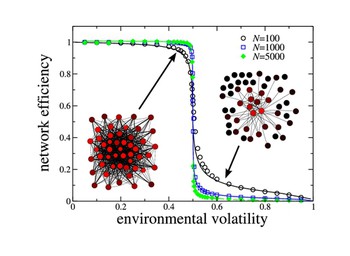 1
0.8
0.6
0.4
0.2
0
network efficiency
N=100
N=1000
N=5000
0 0.2 0.4 0.6 0.8 1
environmental volatility